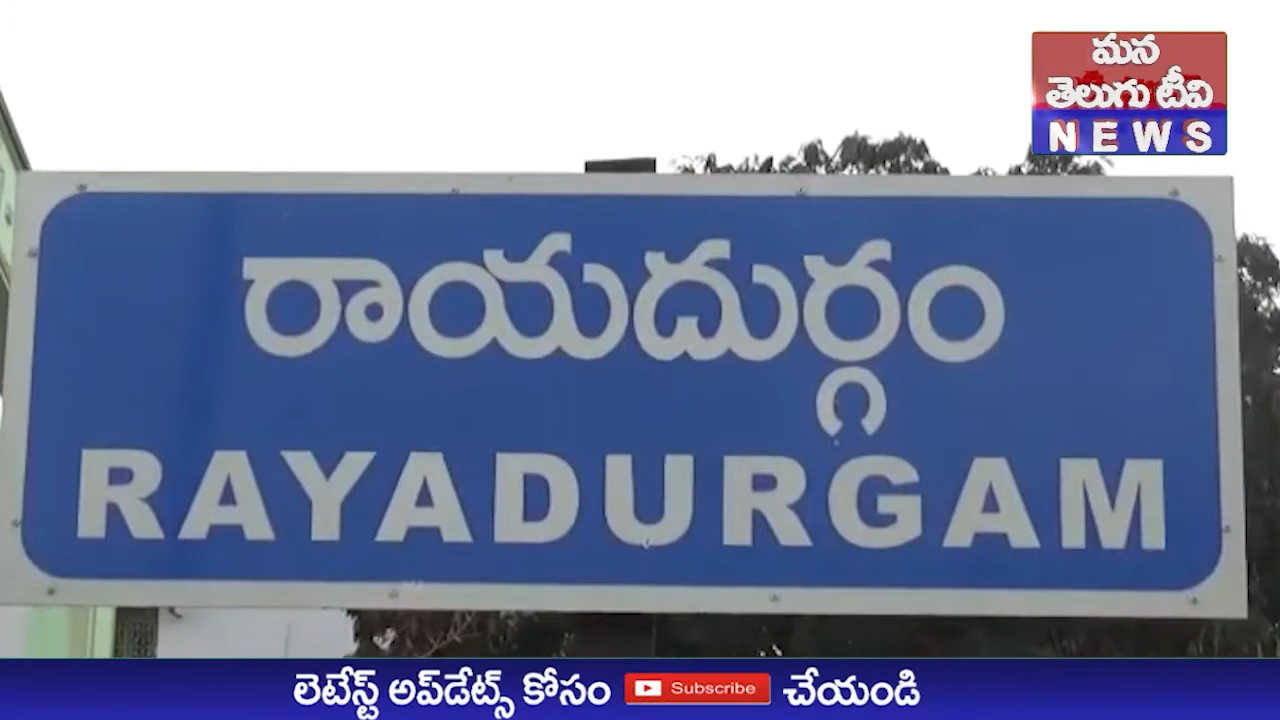 మన
తెలుగు టీవి
NEWS
రాయదుర్గం
RAYADURGAM
లెటేస్ట్ అప్‌డేట్స్ కోసం Subscribe చేయండి